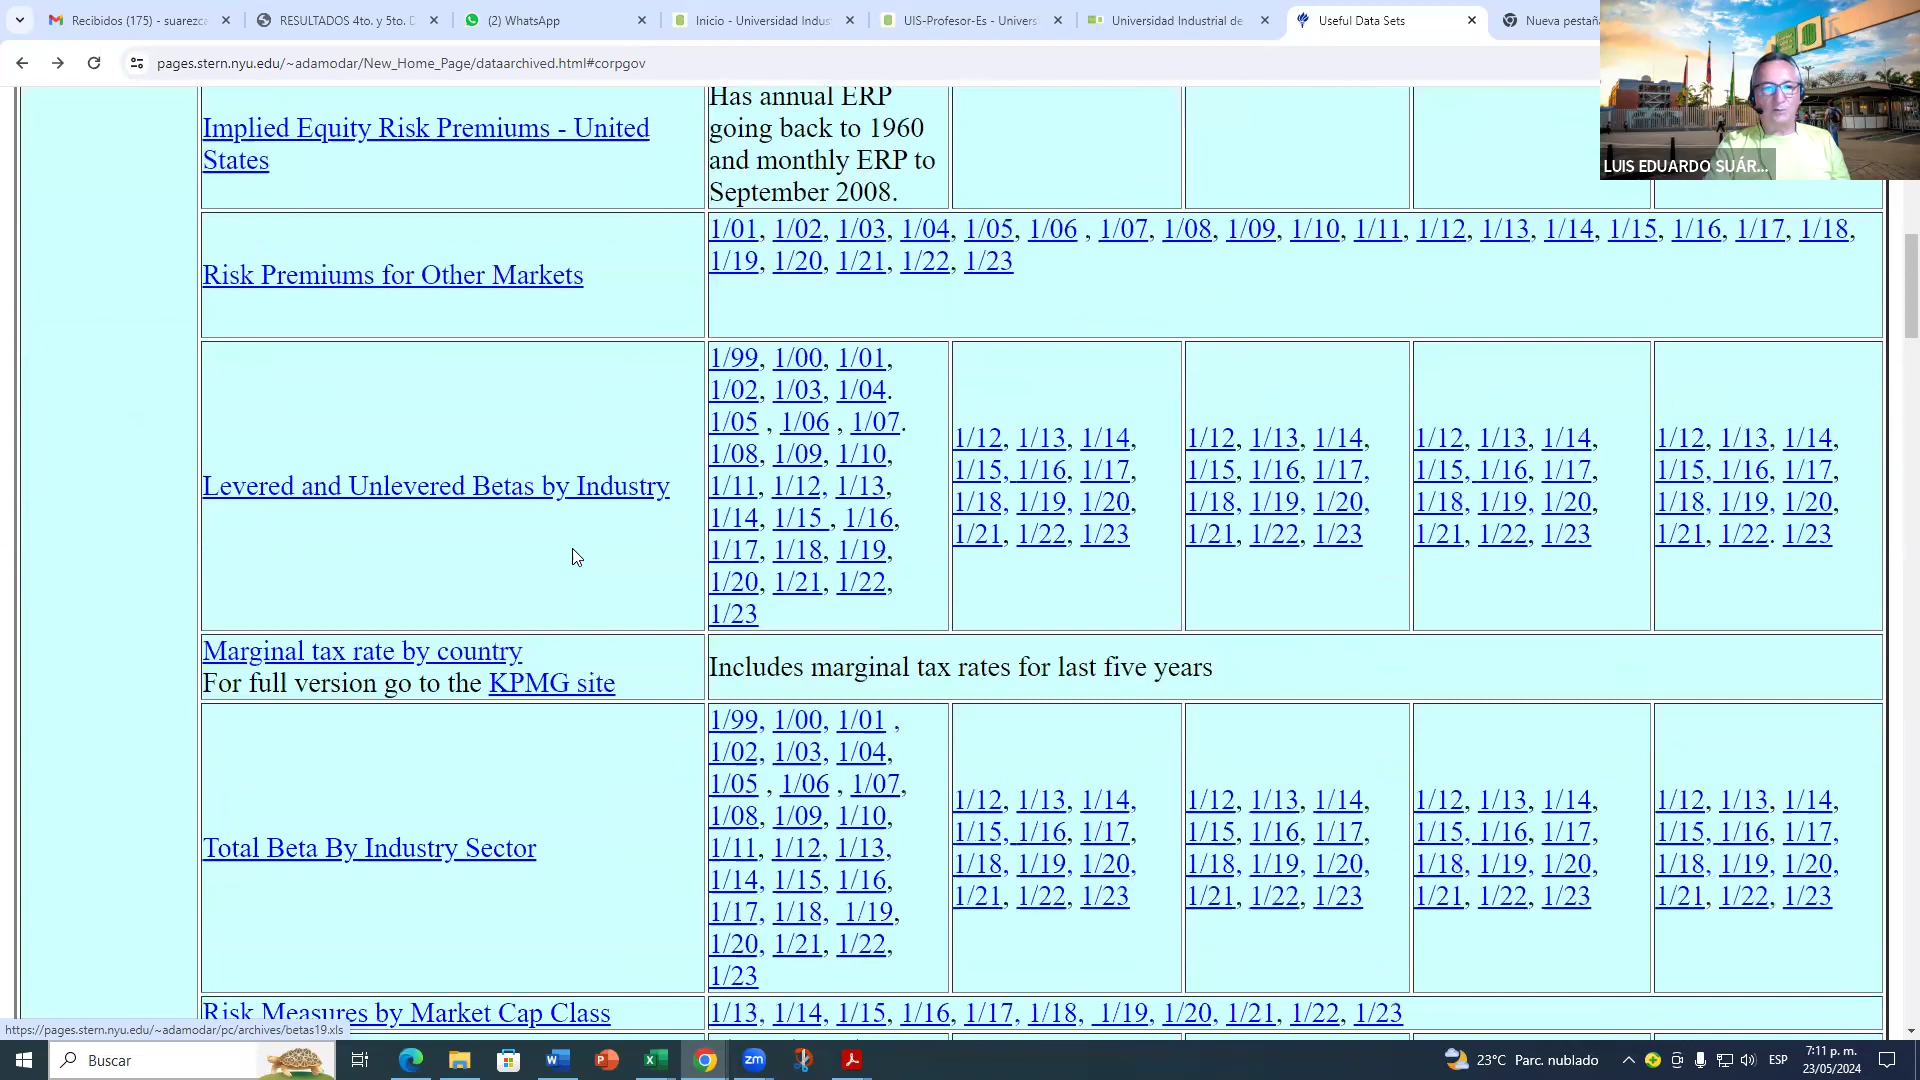 Recibidos (175) - suarezca
RESULTADOS 4to. y 5to. D
(2) WhatsApp
Inicio - Universidad Indus
UIS-Profesor-Es - Univers
Universidad Industrial de
Useful Data Sets
Nueva pestañ
pages.stern.nyu.edu/~adamodar/New_Home_Page/dataarchived.html#corpgov
LUIS EDUARDO SUÁR...
Implied Equity Risk Premiums - United
States
Has annual ERP
going back to 1960
and monthly ERP to
September 2008.
Risk Premiums for Other Markets
1/01, 1/02, 1/03, 1/04, 1/05, 1/06 , 1/07, 1/08, 1/09, 1/10, 1/11, 1/12, 1/13, 1/14, 1/15, 1/16, 1/17, 1/18,
1/19, 1/20, 1/21, 1/22, 1/23
Levered and Unlevered Betas by Industry
1/99, 1/00, 1/01,
1/02, 1/03, 1/04.
1/05 , 1/06 , 1/07.
1/08, 1/09, 1/10,
1/11, 1/12, 1/13,
1/14, 1/15 , 1/16,
1/17, 1/18, 1/19,
1/20, 1/21, 1/22,
1/23
1/12, 1/13, 1/14,
1/15, 1/16, 1/17,
1/18, 1/19, 1/20,
1/21, 1/22, 1/23
1/12, 1/13, 1/14,
1/15, 1/16, 1/17,
1/18, 1/19, 1/20,
1/21, 1/22, 1/23
1/12, 1/13, 1/14,
1/15, 1/16, 1/17,
1/18, 1/19, 1/20,
1/21, 1/22, 1/23
1/12, 1/13, 1/14,
1/15, 1/16, 1/17,
1/18, 1/19, 1/20,
1/21, 1/22. 1/23
Marginal tax rate by country
For full version go to the KPMG site
Includes marginal tax rates for last five years
Total Beta By Industry Sector
1/99, 1/00, 1/01 ,
1/02, 1/03, 1/04,
1/05 , 1/06 , 1/07,
1/08, 1/09, 1/10,
1/11, 1/12, 1/13,
1/14, 1/15, 1/16,
1/17, 1/18, 1/19,
1/20, 1/21, 1/22,
1/23
1/12, 1/13, 1/14,
1/15, 1/16, 1/17,
1/18, 1/19, 1/20,
1/21, 1/22, 1/23
1/12, 1/13, 1/14,
1/15, 1/16, 1/17,
1/18, 1/19, 1/20,
1/21, 1/22, 1/23
1/12, 1/13, 1/14,
1/15, 1/16, 1/17,
1/18, 1/19, 1/20,
1/21, 1/22, 1/23
1/12, 1/13, 1/14,
1/15, 1/16, 1/17,
1/18, 1/19, 1/20,
1/21, 1/22, 1/23
Risk Measures by Market Cap Class
1/13, 1/14, 1/15, 1/16, 1/17, 1/18, 1/19, 1/20, 1/21, 1/22, 1/23
https://pages.stern.nyu.edu/~adamodar/pc/archives/betas19.xls
Buscar
zm
23°C Parc. nublado
ESP
7:11 p. m.
23/05/2024